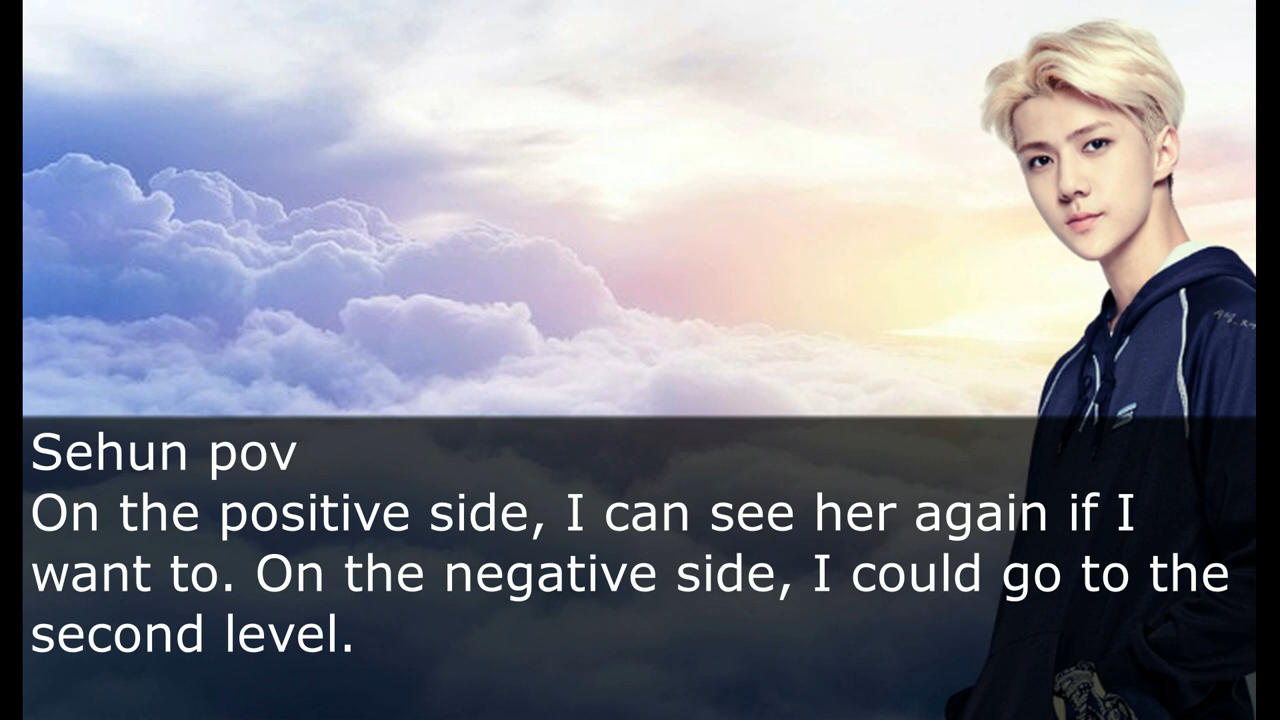 Sehun pov
On the positive side, I can see her again if I
want to. On the negative side, I could go to the
second level.